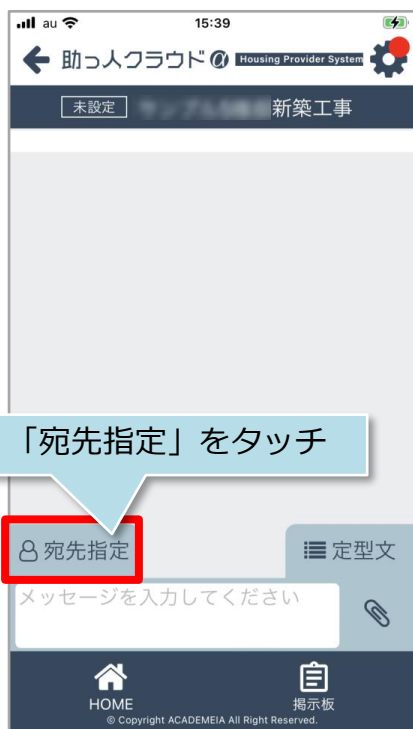 au 15:39
助っ人クラウドα Housing Provider System
未設定 新築工事
「宛先指定」をタッチ
宛先指定 定型文
メッセージを入力してください
HOME 掲示板
© Copyright ACADEMEIA All Right Reserved.